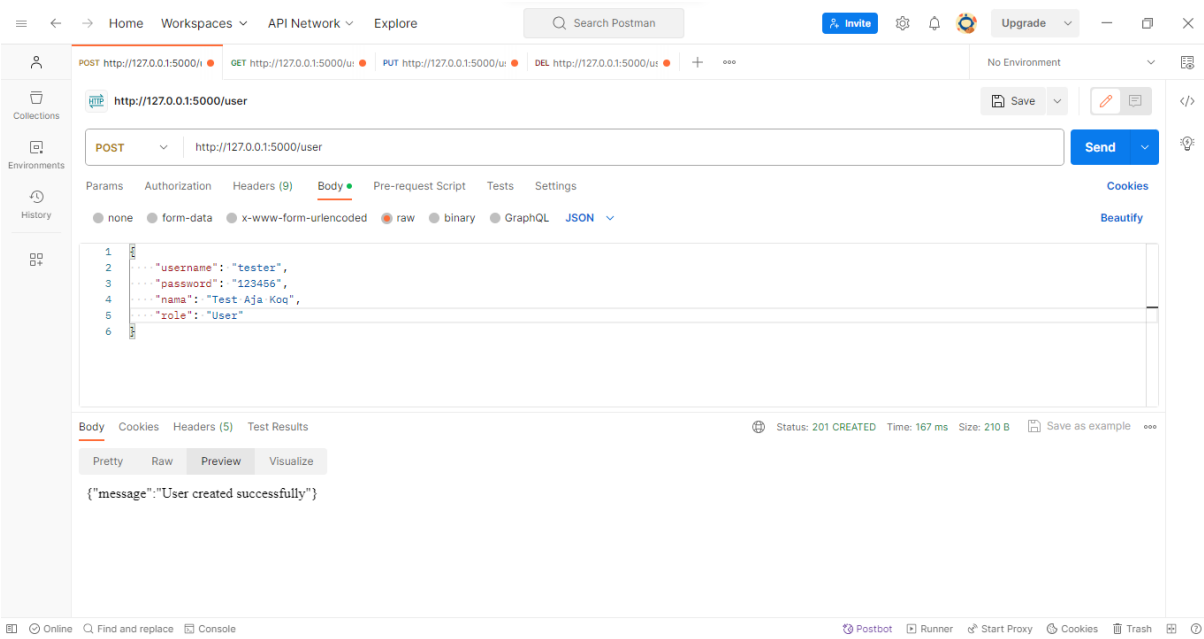 Home Workspaces API Network Explore Search Postman Invite Upgrade
POST http://127.0.0.1:5000/ GET http://127.0.0.1:5000/u: PUT http://127.0.0.1:5000/u: DEL http://127.0.0.1:5000/u: No Environment
HTTP http://127.0.0.1:5000/user Save
Collections
POST http://127.0.0.1:5000/user Send
Environments
Params Authorization Headers (9) Body Pre-request Script Tests Settings Cookies
History
none form-data x-www-form-urlencoded raw binary GraphQL JSON Beautify
1 {
2 "username": "tester",
3 "password": "123456",
4 "nama": "Test Aja Koq",
5 "role": "User"
6 }
Body Cookies Headers (5) Test Results Status: 201 CREATED Time: 167 ms Size: 210 B Save as example
Pretty Raw Preview Visualize
{"message":"User created successfully"}
Online Find and replace Console Postbot Runner Start Proxy Cookies Trash